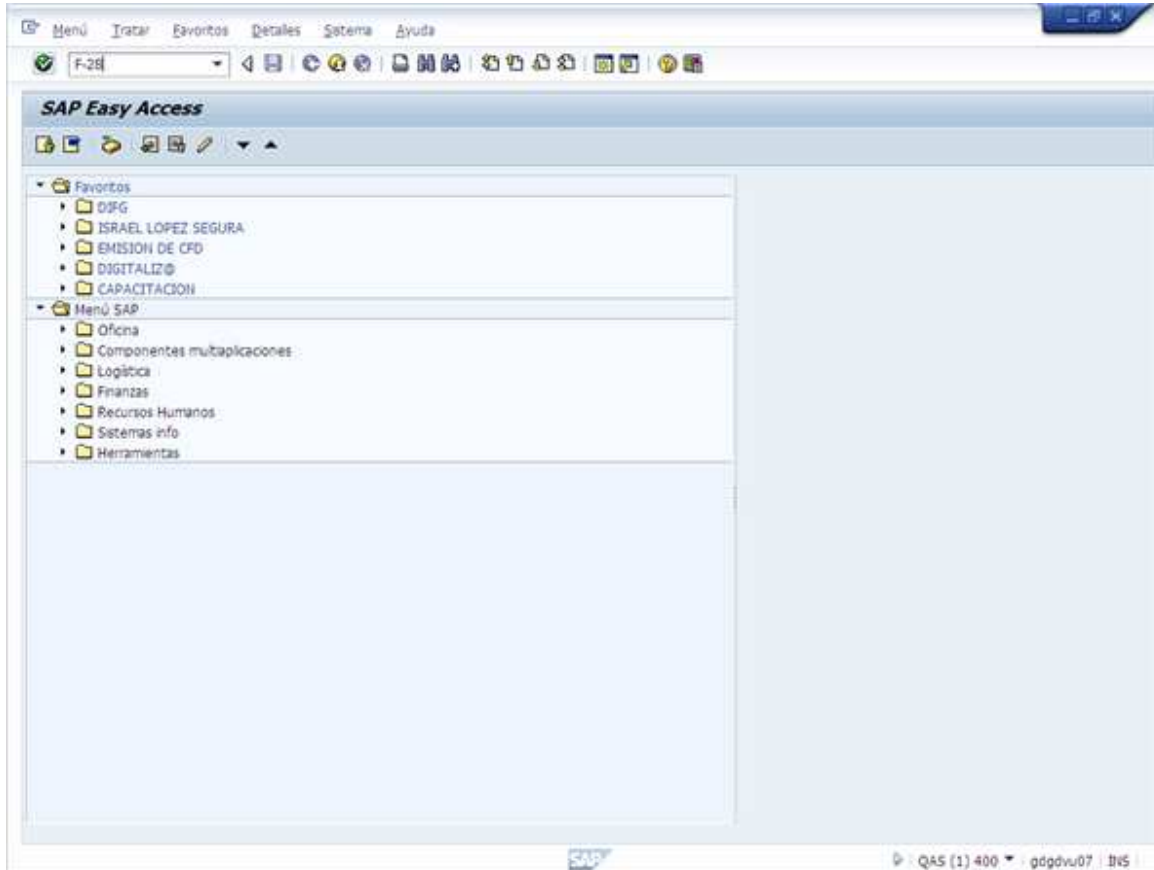 Menú Tratar Favoritos Detalles Sistema Ayuda
F-28
SAP Easy Access
Favoritos
DIFG
ISRAEL LOPEZ SEGURA
EMISION DE CFD
DIGITALIZ@
CAPACITACION
Menú SAP
Oficina
Componentes multiaplicaciones
Logística
Finanzas
Recursos Humanos
Sistemas info
Herramientas
SAP
QAS (1) 400 gdgdvu07 INS